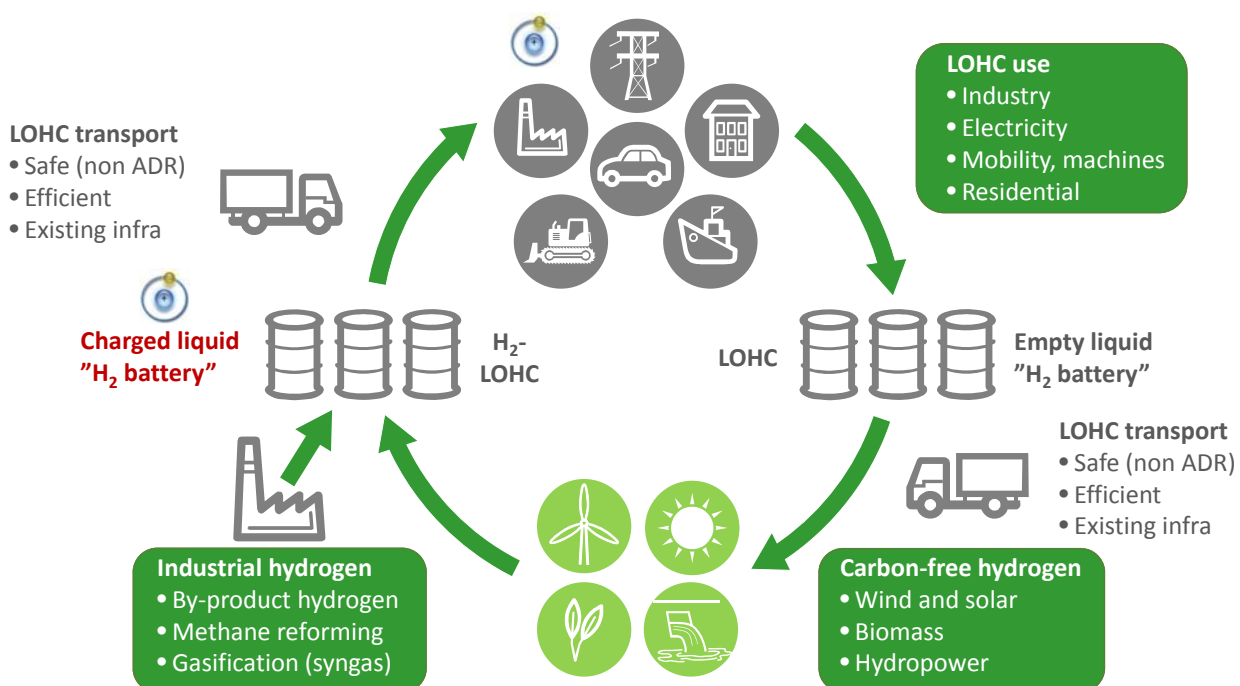 LOHC use
• Industry
• Electricity
• Mobility, machines
• Residential
LOHC transport
• Safe (non ADR)
• Efficient
• Existing infra
Charged liquid
”H₂ battery”
H₂-
LOHC
LOHC
Empty liquid
”H₂ battery”
LOHC transport
• Safe (non ADR)
• Efficient
• Existing infra
Industrial hydrogen
• By-product hydrogen
• Methane reforming
• Gasification (syngas)
Carbon-free hydrogen
• Wind and solar
• Biomass
• Hydropower